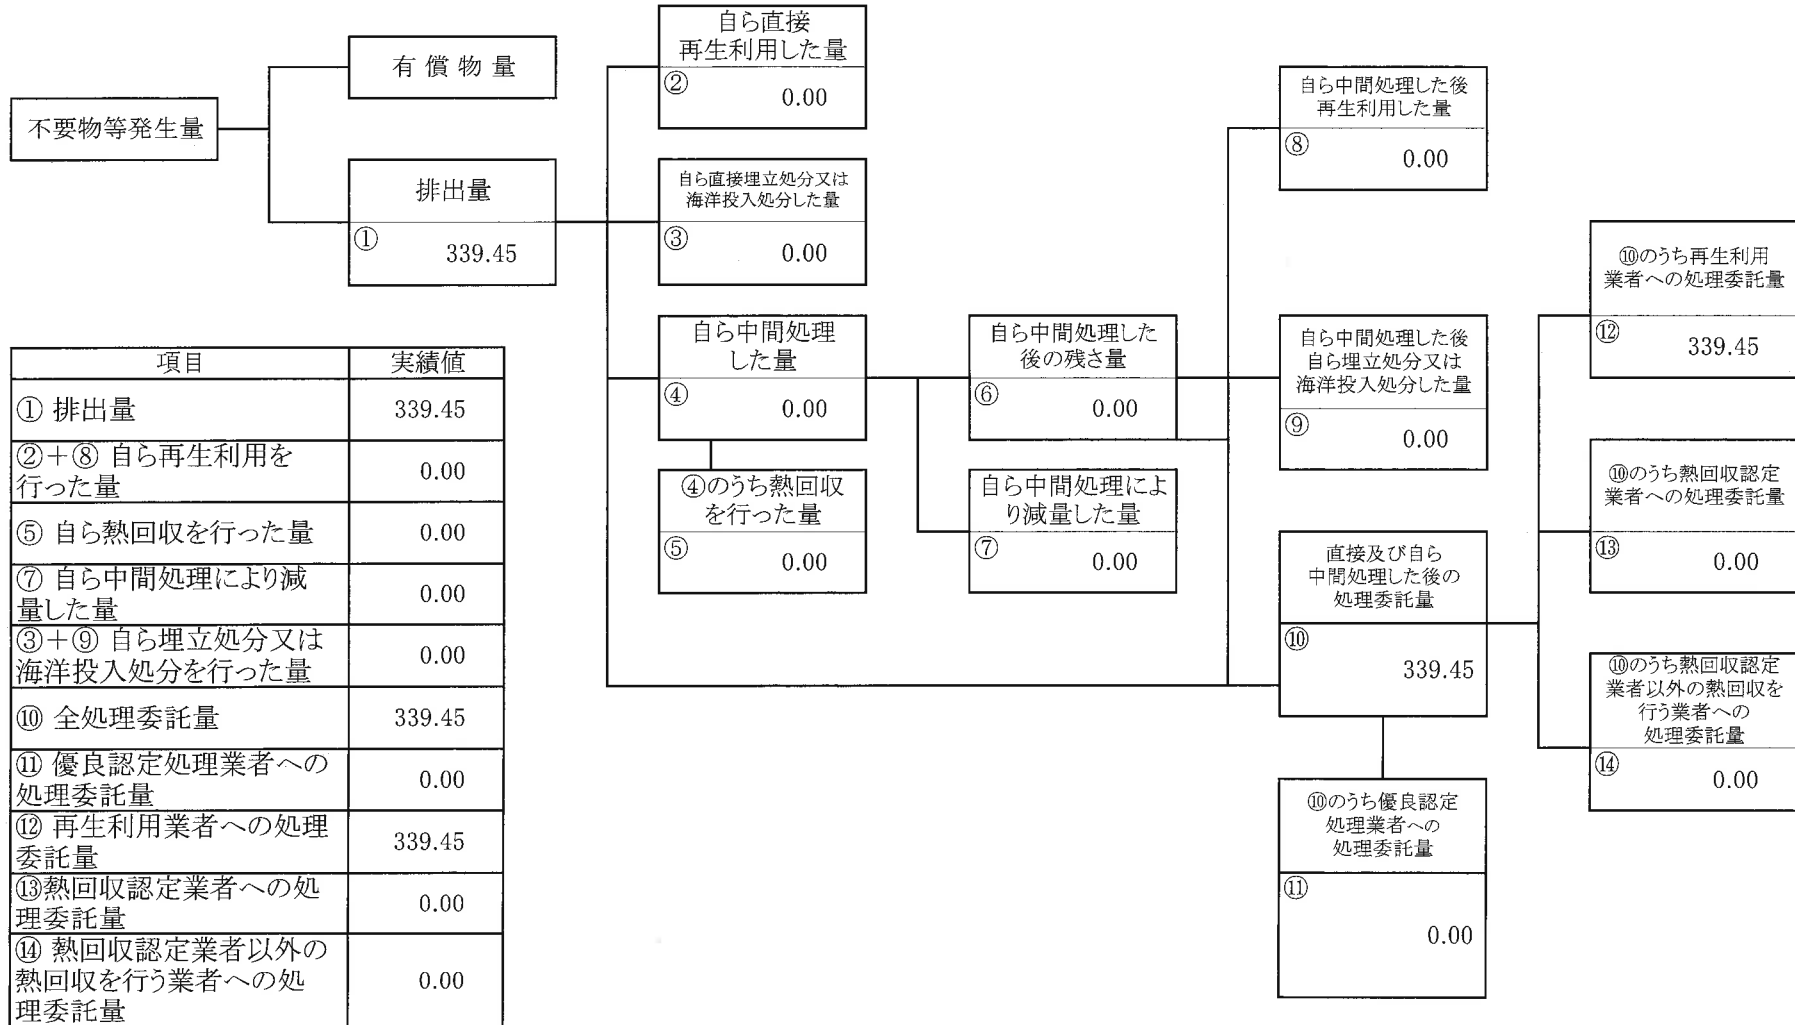 不要物等発生量
有償物量
排出量
①
339.45
自ら直接
再生利用した量
②
0.00
自ら直接埋立処分又は
海洋投入処分した量
③
0.00
自ら中間処理
した量
④
0.00
④のうち熱回収
を行った量
⑤
0.00
自ら中間処理した
後の残さ量
⑥
0.00
自ら中間処理によ
り減量した量
⑦
0.00
自ら中間処理した後
再生利用した量
⑧
0.00
自ら中間処理した後
自ら埋立処分又は
海洋投入処分した量
⑨
0.00
直接及び自ら
中間処理した後の
処理委託量
⑩
339.45
⑩のうち優良認定
処理業者への
処理委託量
⑪
0.00
⑩のうち再生利用
業者への処理委託量
⑫
339.45
⑩のうち熱回収認定
業者への処理委託量
⑬
0.00
⑩のうち熱回収認定
業者以外の熱回収を
行う業者への
処理委託量
⑭
0.00
項目 実績値
① 排出量 339.45
②+⑧ 自ら再生利用を
行った量 0.00
⑤ 自ら熱回収を行った量 0.00
⑦ 自ら中間処理により減
量した量 0.00
③+⑨ 自ら埋立処分又は
海洋投入処分を行った量 0.00
⑩ 全処理委託量 339.45
⑪ 優良認定処理業者への
処理委託量 0.00
⑫ 再生利用業者への処理
委託量 339.45
⑬熱回収認定業者への処
理委託量 0.00
⑭ 熱回収認定業者以外の
熱回収を行う業者への処
理委託量 0.00